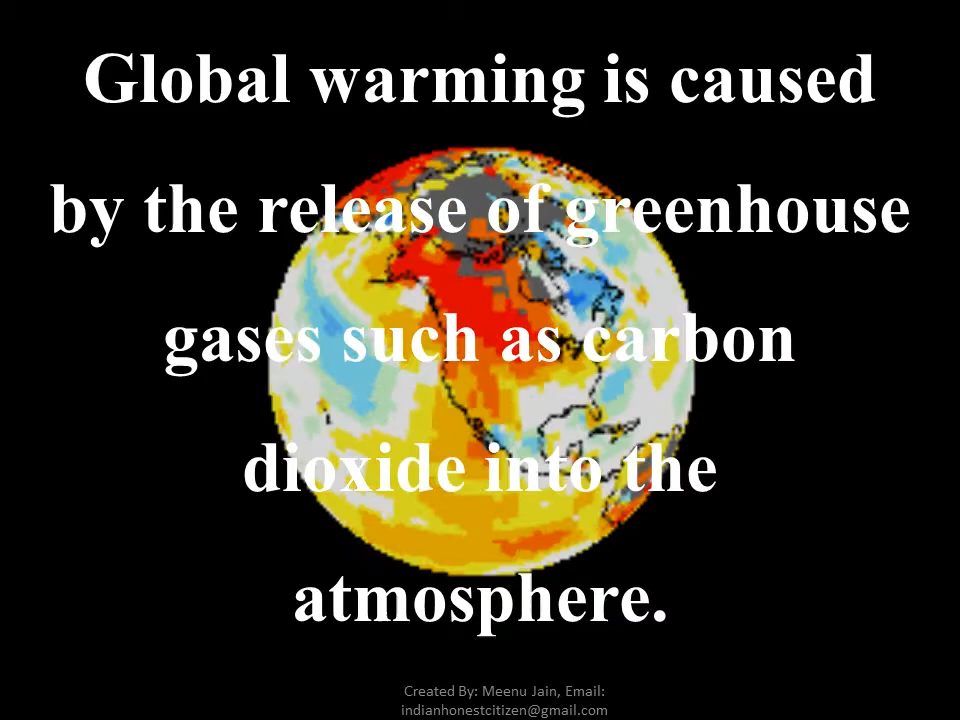 Global warming is caused
by the release of greenhouse
gases such as carbon
dioxide into the
atmosphere.
Created By: Meenu Jain, Email:
indianhonestcitizen@gmail.com